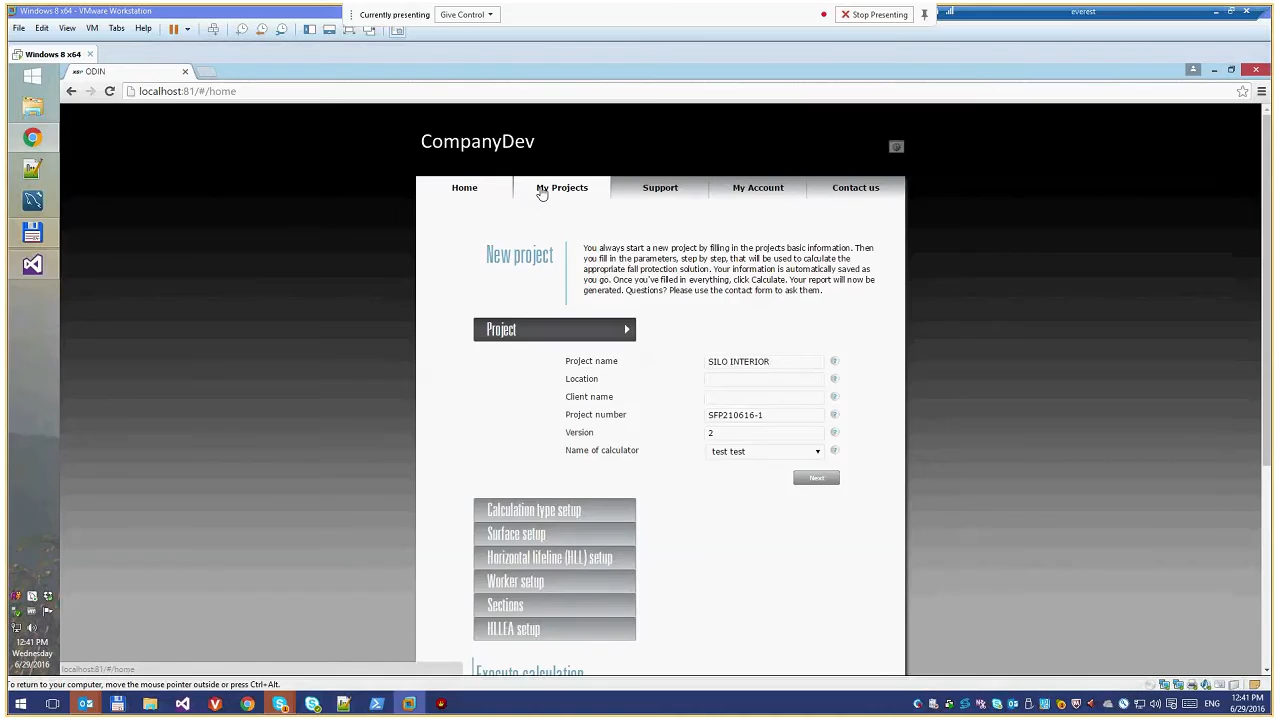 Windows 8 x64 - VMware Workstation
Currently presenting
Give Control
Stop Presenting
everest
File Edit View VM Tabs Help
Windows 8 x64
ODIN
localhost:81/#/home
CompanyDev
Home My Projects Support My Account Contact us
New project
You always start a new project by filling in the projects basic information. Then
you fill in the parameters, step by step, that will be used to calculate the
appropriate fall protection solution. Your information is automatically saved as
you go. Once you've filled in everything, click Calculate. Your report will now be
generated. Questions? Please use the contact form to ask them.
Project
Project name SILO INTERIOR
Location
Client name
Project number SFP210616-1
Version 2
Name of calculator test test
Next
Calculation type setup
Surface setup
Horizontal lifeline (HLL) setup
Worker setup
Sections
HLLEA setup
Execute calculation
12:41 PM
Wednesday
6/29/2016
localhost:81/#/home
To return to your computer, move the mouse pointer outside or press Ctrl+Alt.
ENG
12:41 PM
6/29/2016